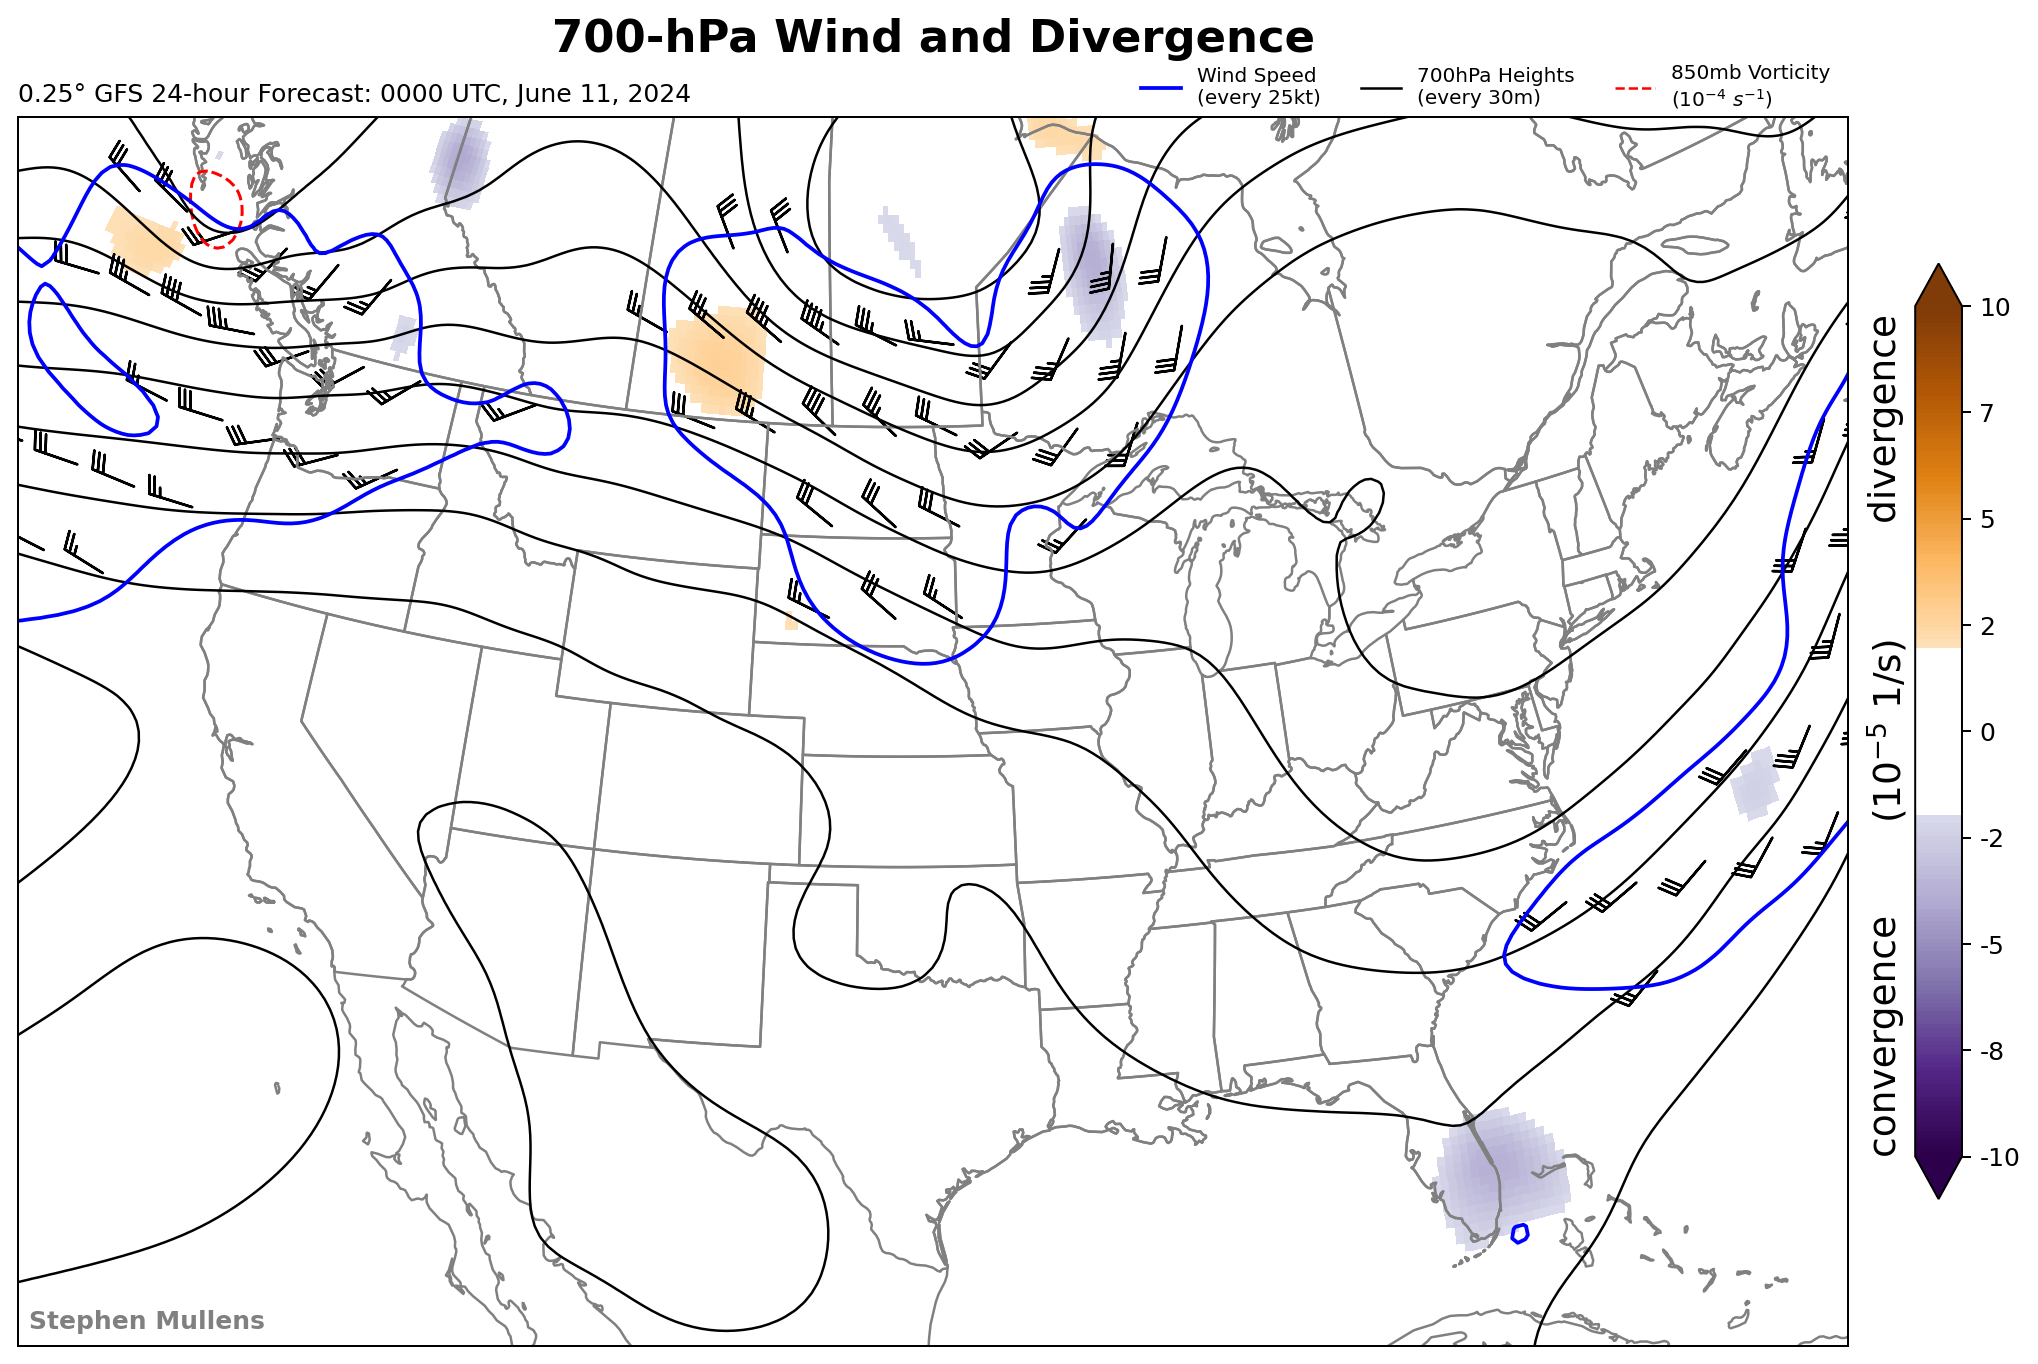 700-hPa Wind and Divergence
0.25° GFS 24-hour Forecast: 0000 UTC, June 11, 2024
Wind Speed
(every 25kt)
700hPa Heights
(every 30m)
850mb Vorticity
(10⁻⁴ s⁻¹)
10
7
5
2
0
-2
-5
-8
-10
convergence (10⁻⁵ 1/s) divergence
Stephen Mullens